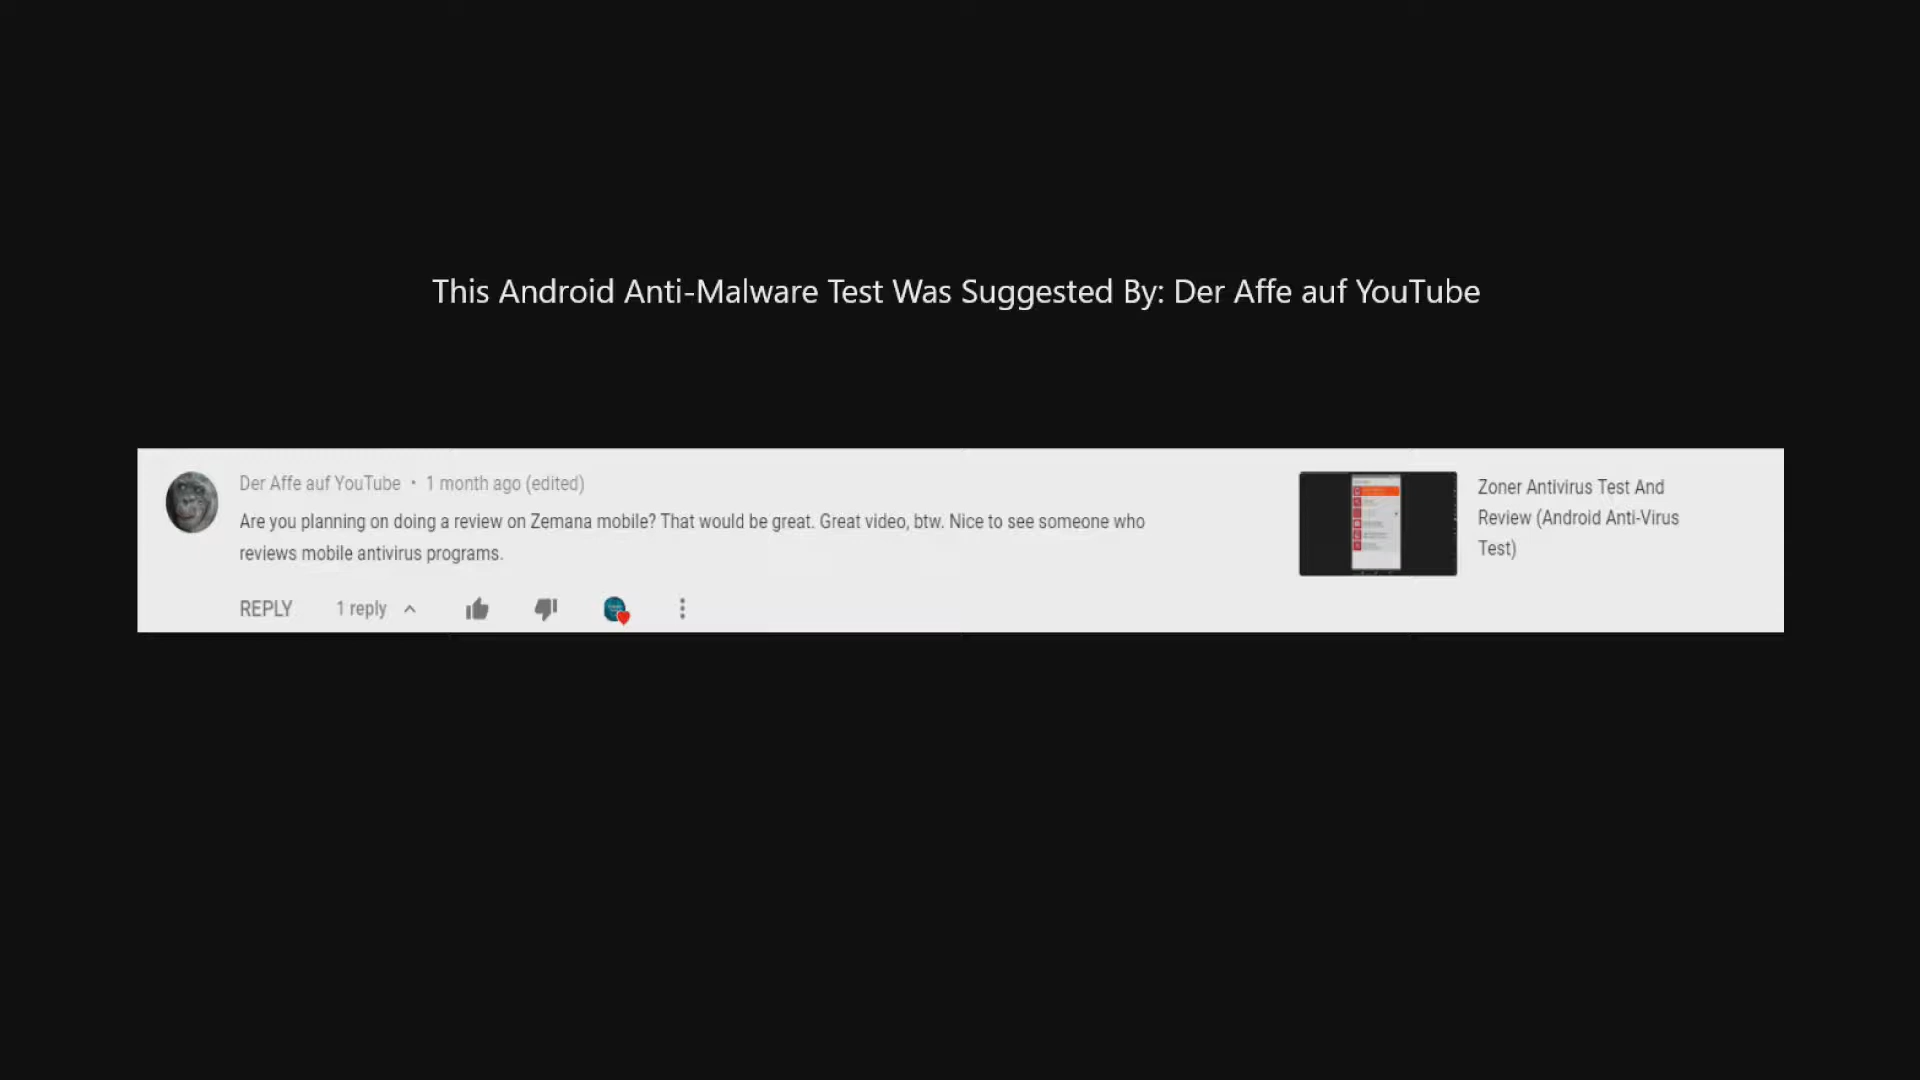 This Android Anti-Malware Test Was Suggested By: Der Affe auf YouTube
Der Affe auf YouTube • 1 month ago (edited)
Are you planning on doing a review on Zemana mobile? That would be great. Great video, btw. Nice to see someone who
reviews mobile antivirus programs.
REPLY 1 reply
Zoner Antivirus Test And
Review (Android Anti-Virus
Test)